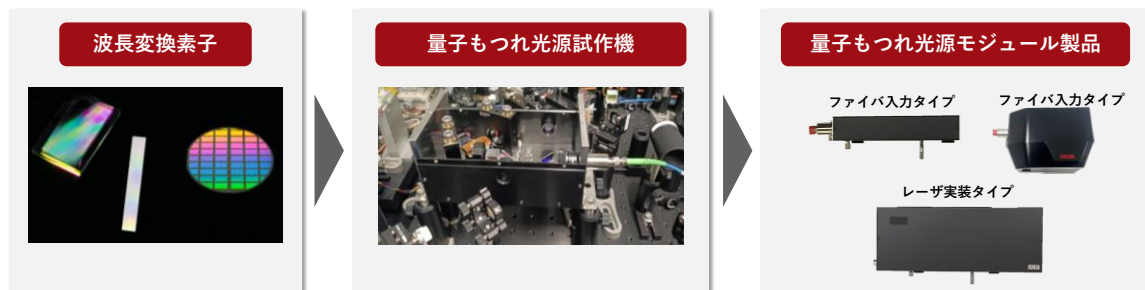 波長変換素子
量子もつれ光源試作機
量子もつれ光源モジュール製品
ファイバ入力タイプ
ファイバ入力タイプ
レーザ実装タイプ